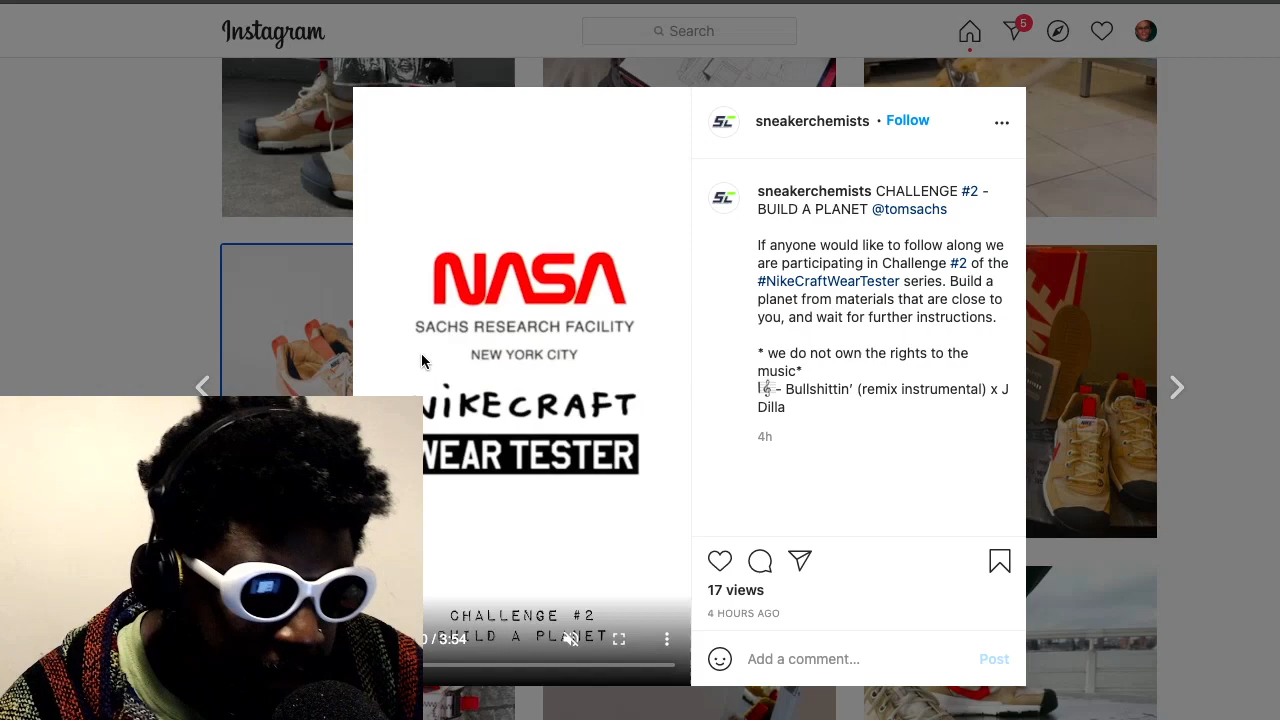 Instagram
Search
5
sneakerchemists • Follow
sneakerchemists CHALLENGE #2 -
BUILD A PLANET @tomsachs
If anyone would like to follow along we
are participating in Challenge #2 of the
#NikeCraftWearTester series. Build a
planet from materials that are close to
you, and wait for further instructions.
* we do not own the rights to the
music*
- Bullshittin’ (remix instrumental) x J
Dilla
4h
NASA
SACHS RESEARCH FACILITY
NEW YORK CITY
NIKECRAFT
WEAR TESTER
CHALLENGE #2
BUILD A PLANET
0 / 3:54
17 views
4 HOURS AGO
Add a comment...
Post